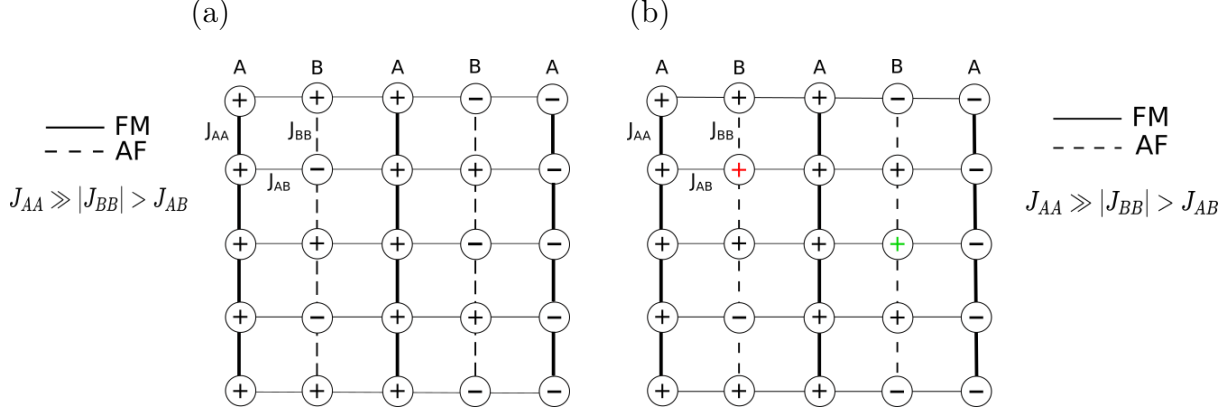 (a)
A B A B A
+ + + − −
FM
AF
J_AA J_BB
+ − + + −
J_AB
J_AA ≫ |J_BB| > J_AB
+ + + − −
+ − + + −
+ + + − −
(b)
A B A B A
+ + + − −
FM
AF
J_AA J_BB
+ + + + −
J_AB
J_AA ≫ |J_BB| > J_AB
+ + + + −
+ − + + −
+ + + − −